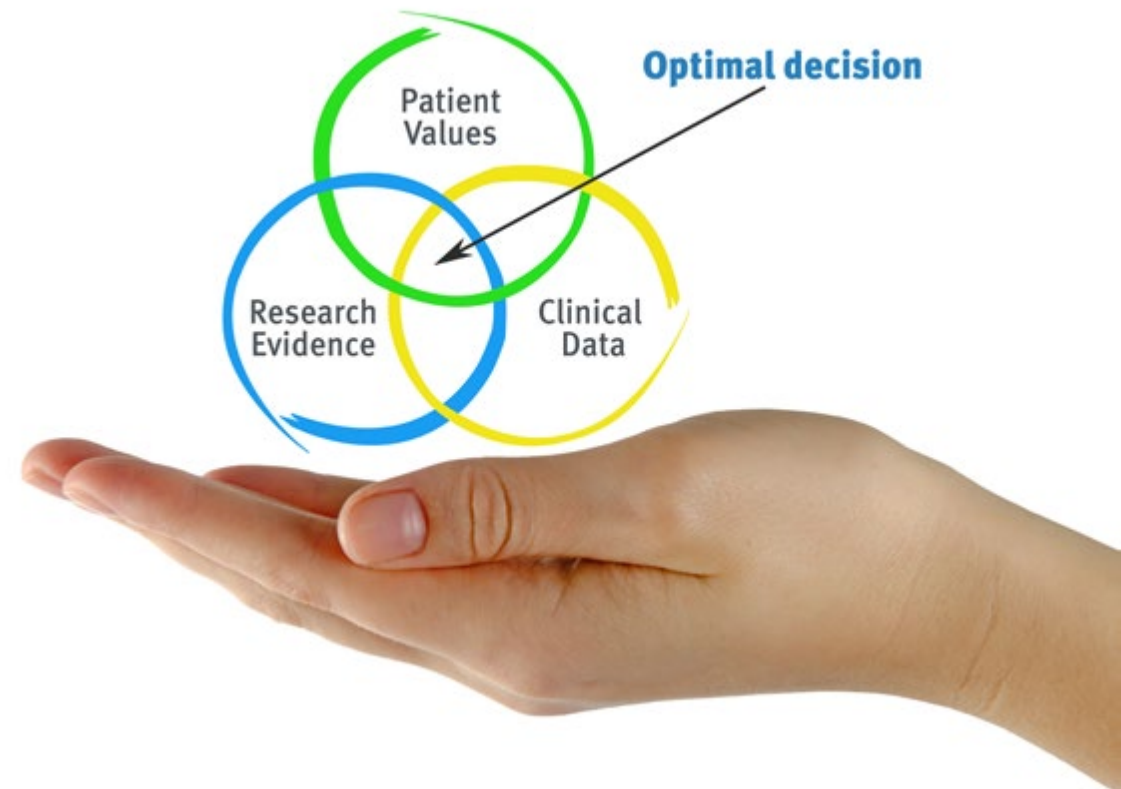 Optimal decision
Patient
Values
Research
Evidence
Clinical
Data